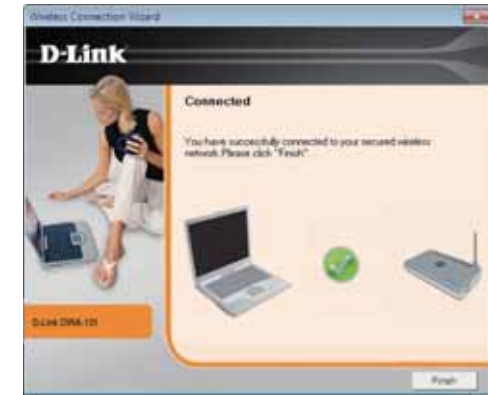 Wireless Connection Wizard
D-Link
Connected
You have successfully connected to your secured wireless
network. Please click "Finish".
D-Link DWA-131
Finish